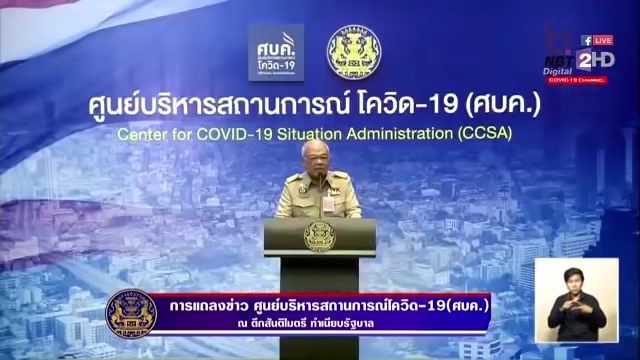 ศบค.
โควิด-19
LIVE
NBT 2HD
Digital
COVID-19 CHANNEL
ศูนย์บริหารสถานการณ์ โควิด-19 (ศบค.)
Center for COVID-19 Situation Administration (CCSA)
การแถลงข่าว ศูนย์บริหารสถานการณ์โควิด-19(ศบค.)
ณ ตึกสันติไมตรี ทำเนียบรัฐบาล